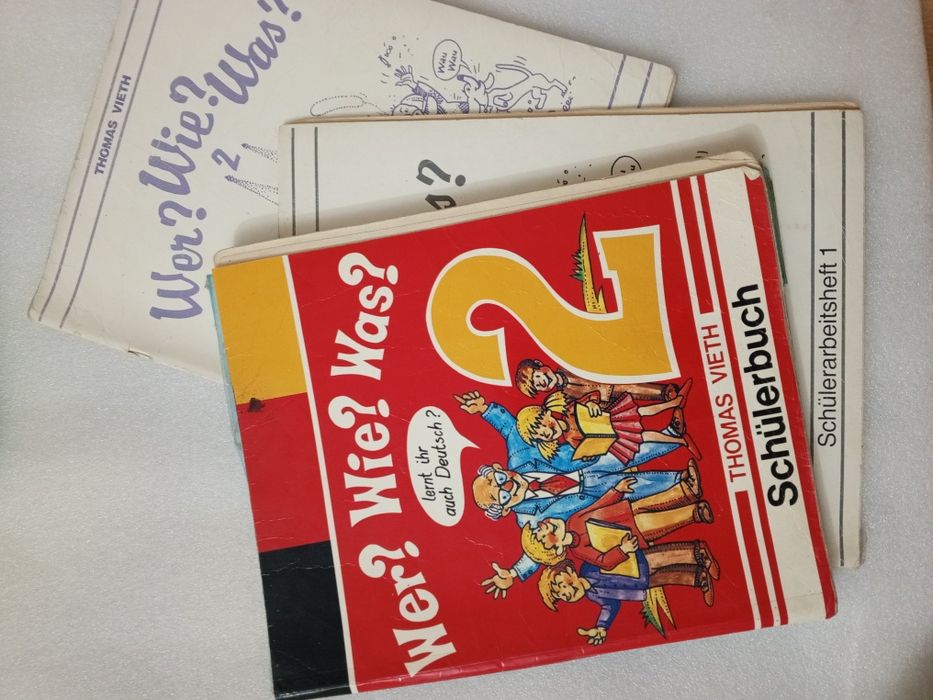 THOMAS VIETH
Wer? Wie? Was?
2
Wau
Wau
s?
Schülerarbeitsheft 1
Wer? Wie? Was?
2
lernt ihr
auch Deutsch?
THOMAS VIETH
Schülerbuch